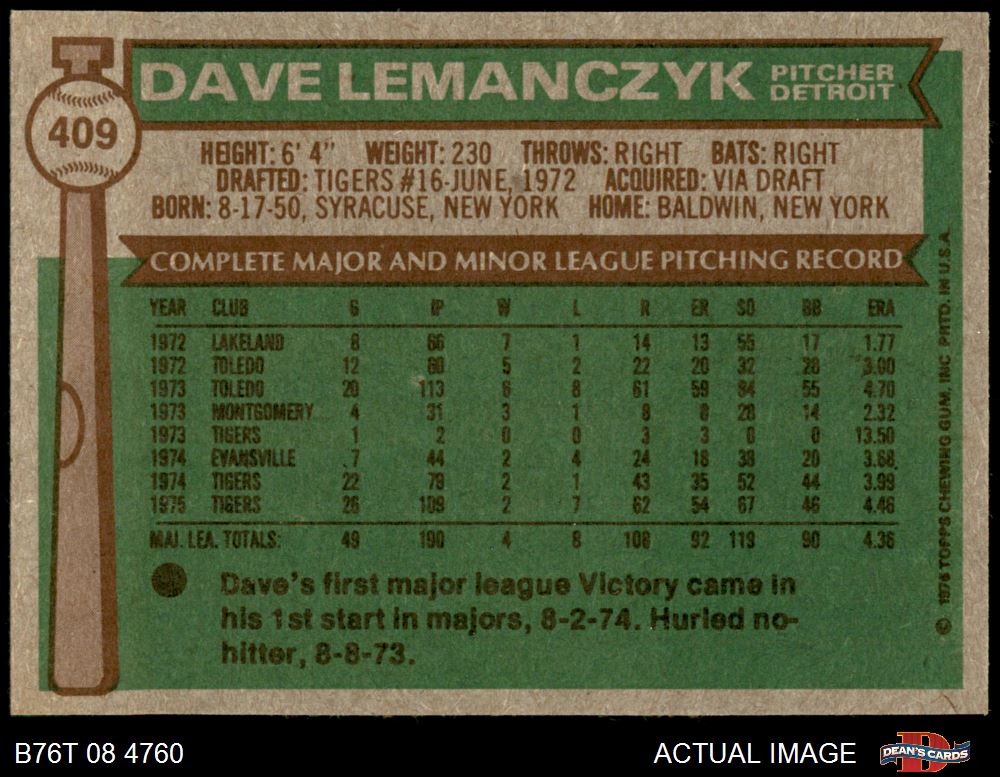 409
DAVE LEMANCZYK PITCHER DETROIT
HEIGHT: 6' 4" WEIGHT: 230 THROWS: RIGHT BATS: RIGHT
DRAFTED: TIGERS #16-JUNE, 1972 ACQUIRED: VIA DRAFT
BORN: 8-17-50, SYRACUSE, NEW YORK HOME: BALDWIN, NEW YORK
COMPLETE MAJOR AND MINOR LEAGUE PITCHING RECORD
YEAR CLUB G IP W L R ER SO BB ERA
1972 LAKELAND 8 66 7 1 14 13 55 17 1.77
1972 TOLEDO 12 60 5 2 22 20 32 28 3.00
1973 TOLEDO 20 113 6 8 61 59 84 55 4.70
1973 MONTGOMERY 4 31 3 1 8 8 28 14 2.32
1973 TIGERS 1 2 0 0 3 3 0 0 13.50
1974 EVANSVILLE 7 44 2 4 24 18 38 20 3.68
1974 TIGERS 22 79 2 1 43 35 52 44 3.99
1975 TIGERS 26 109 2 7 62 54 67 46 4.46
MAJ. LEA. TOTALS: 49 190 4 8 108 92 119 90 4.36
Dave's first major league Victory came in
his 1st start in majors, 8-2-74. Hurled no-
hitter, 8-8-73.
© 1976 TOPPS CHEWING GUM, INC PRTD. IN U.S.A.
B76T 08 4760 ACTUAL IMAGE DEAN'S CARDS